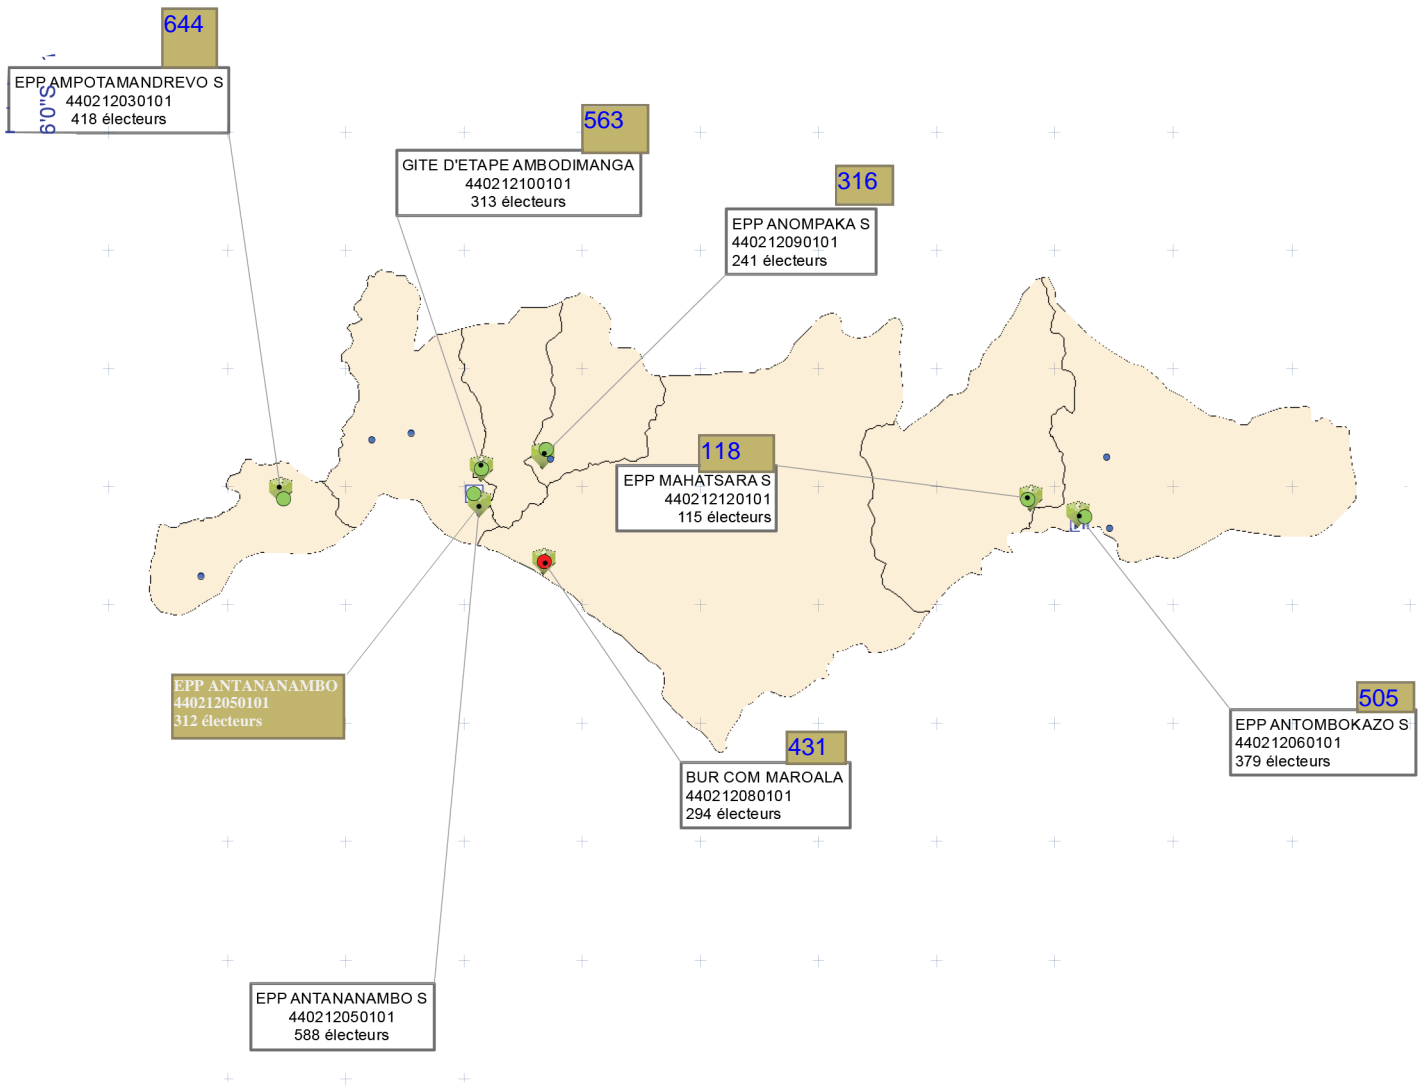 644
EPP AMPOTAMANDREVO S
440212030101
418 électeurs
6'0"S
563
GITE D'ETAPE AMBODIMANGA
440212100101
313 électeurs
316
EPP ANOMPAKA S
440212090101
241 électeurs
118
EPP MAHATSARA S
440212120101
115 électeurs
EPP ANTANANAMBO
440212050101
312 électeurs
431
BUR COM MAROALA
440212080101
294 électeurs
505
EPP ANTOMBOKAZO S
440212060101
379 électeurs
EPP ANTANANAMBO S
440212050101
588 électeurs